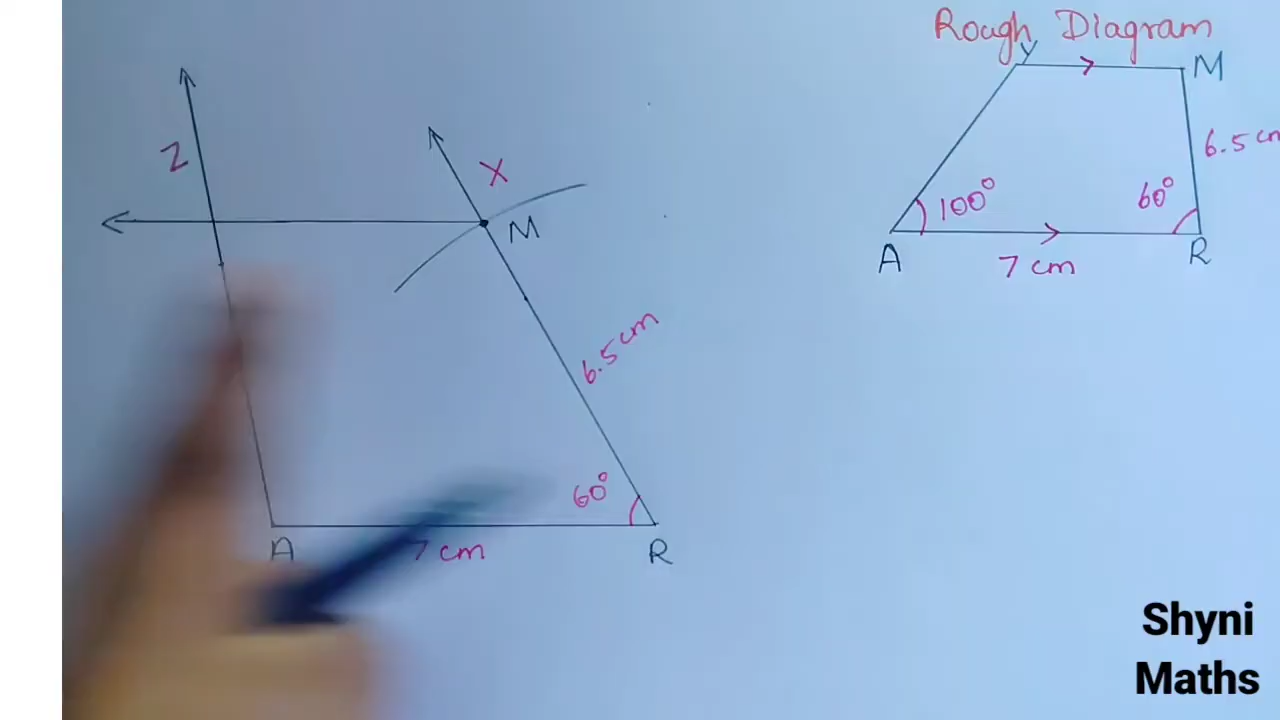 Rough Diagram
Y
M
6.5 cm
100°
60°
A
7 cm
R
Z
X
M
6.5 cm
60°
A
7 cm
R
Shyni
Maths